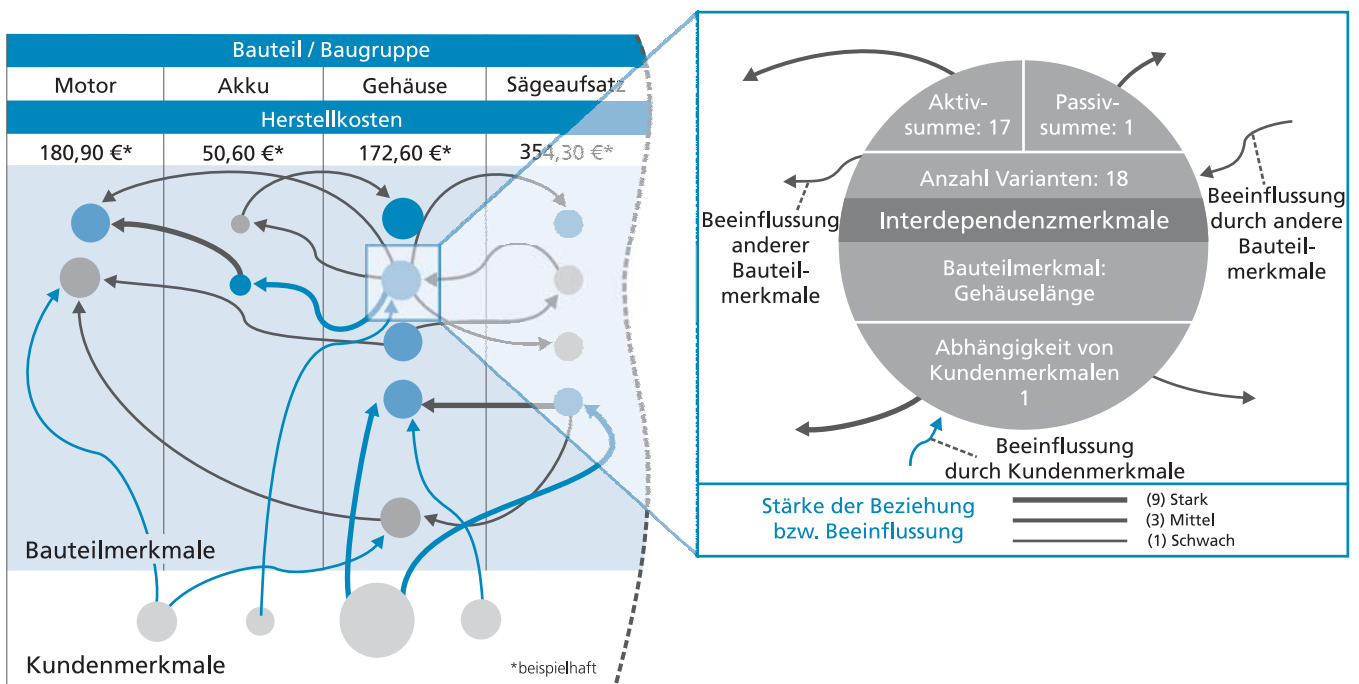 Bauteil / Baugruppe
Motor
Akku
Gehäuse
Sägeaufsatz
Herstellkosten
180,90 €*
50,60 €*
172,60 €*
354,30 €*
Bauteilmerkmale
Kundenmerkmale
*beispielhaft
Aktiv-
summe: 17
Passiv-
summe: 1
Anzahl Varianten: 18
Interdependenzmerkmale
Bauteilmerkmal:
Gehäuselänge
Abhängigkeit von
Kundenmerkmalen
1
Beeinflussung
anderer
Bauteil-
merkmale
Beeinflussung
durch andere
Bauteil-
merkmale
Beeinflussung
durch Kundenmerkmale
Stärke der Beziehung
bzw. Beeinflussung
(9) Stark
(3) Mittel
(1) Schwach